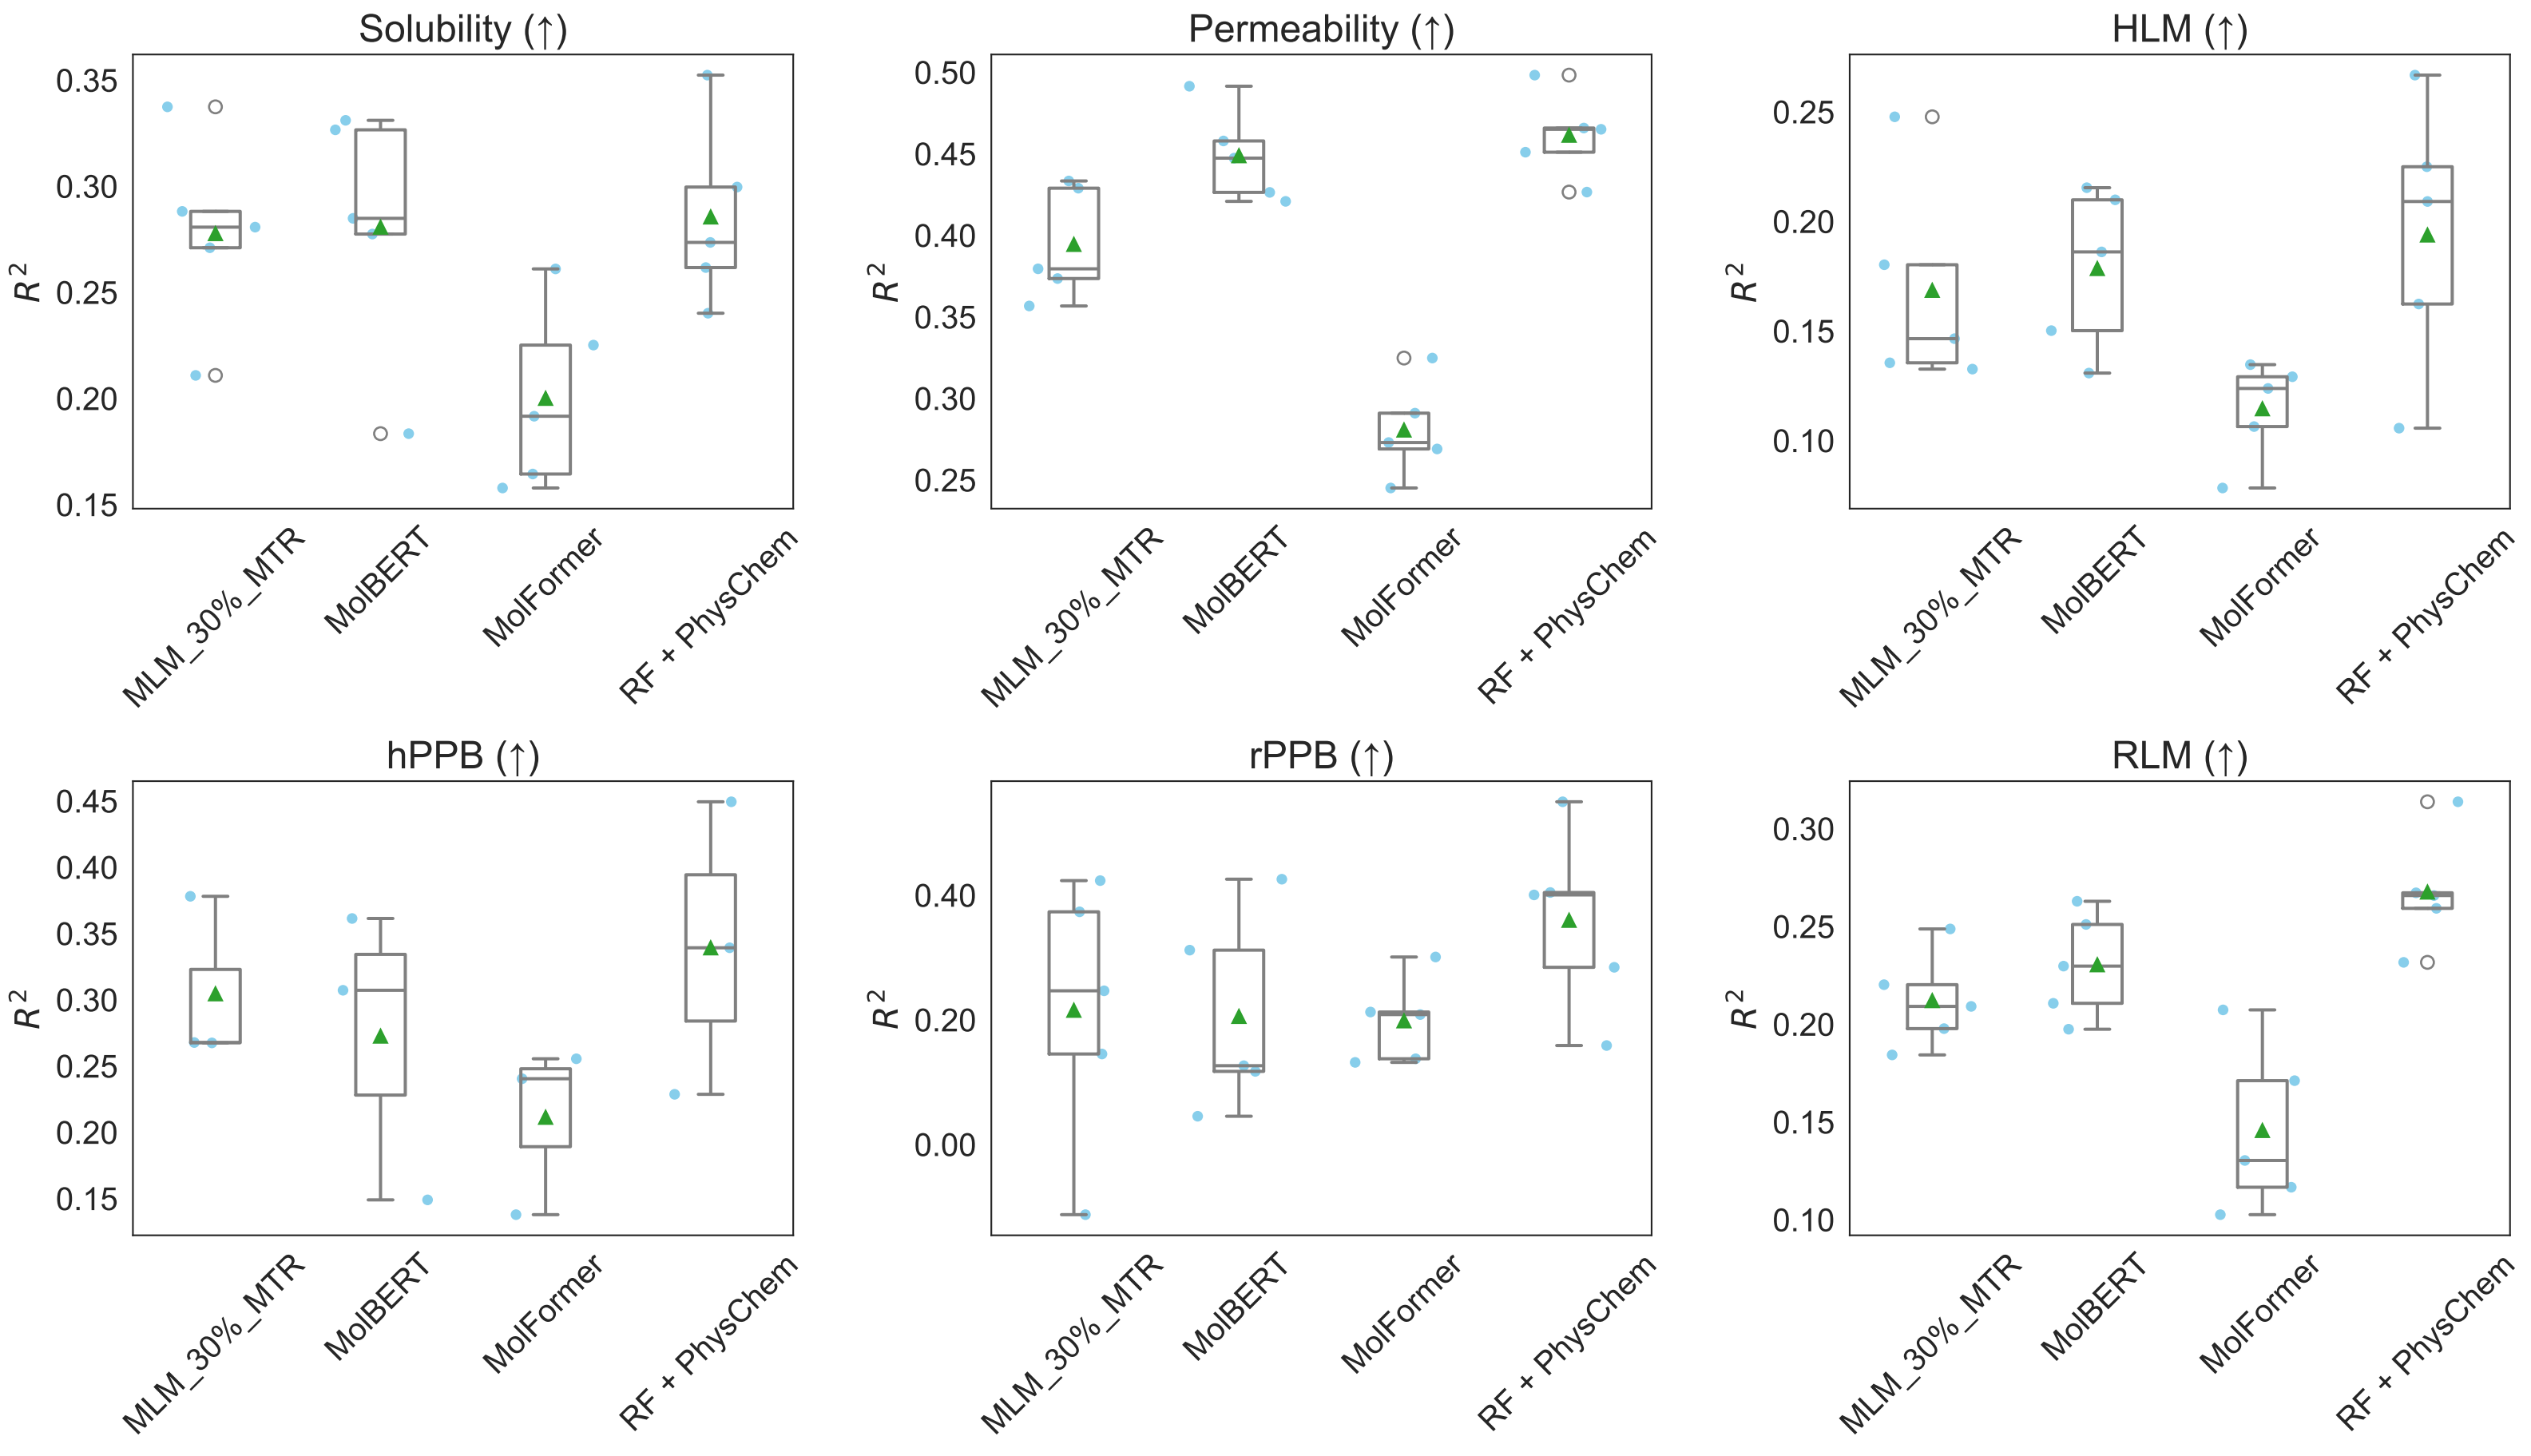 Solubility (↑)
0.35
0.30
0.25
0.20
0.15
R²
MLM_30%_MTR
MolBERT
MolFormer
RF + PhysChem
Permeability (↑)
0.50
0.45
0.40
0.35
0.30
0.25
R²
MLM_30%_MTR
MolBERT
MolFormer
RF + PhysChem
HLM (↑)
0.25
0.20
0.15
0.10
R²
MLM_30%_MTR
MolBERT
MolFormer
RF + PhysChem
hPPB (↑)
0.45
0.40
0.35
0.30
0.25
0.20
0.15
R²
MLM_30%_MTR
MolBERT
MolFormer
RF + PhysChem
rPPB (↑)
0.40
0.20
0.00
R²
MLM_30%_MTR
MolBERT
MolFormer
RF + PhysChem
RLM (↑)
0.30
0.25
0.20
0.15
0.10
R²
MLM_30%_MTR
MolBERT
MolFormer
RF + PhysChem